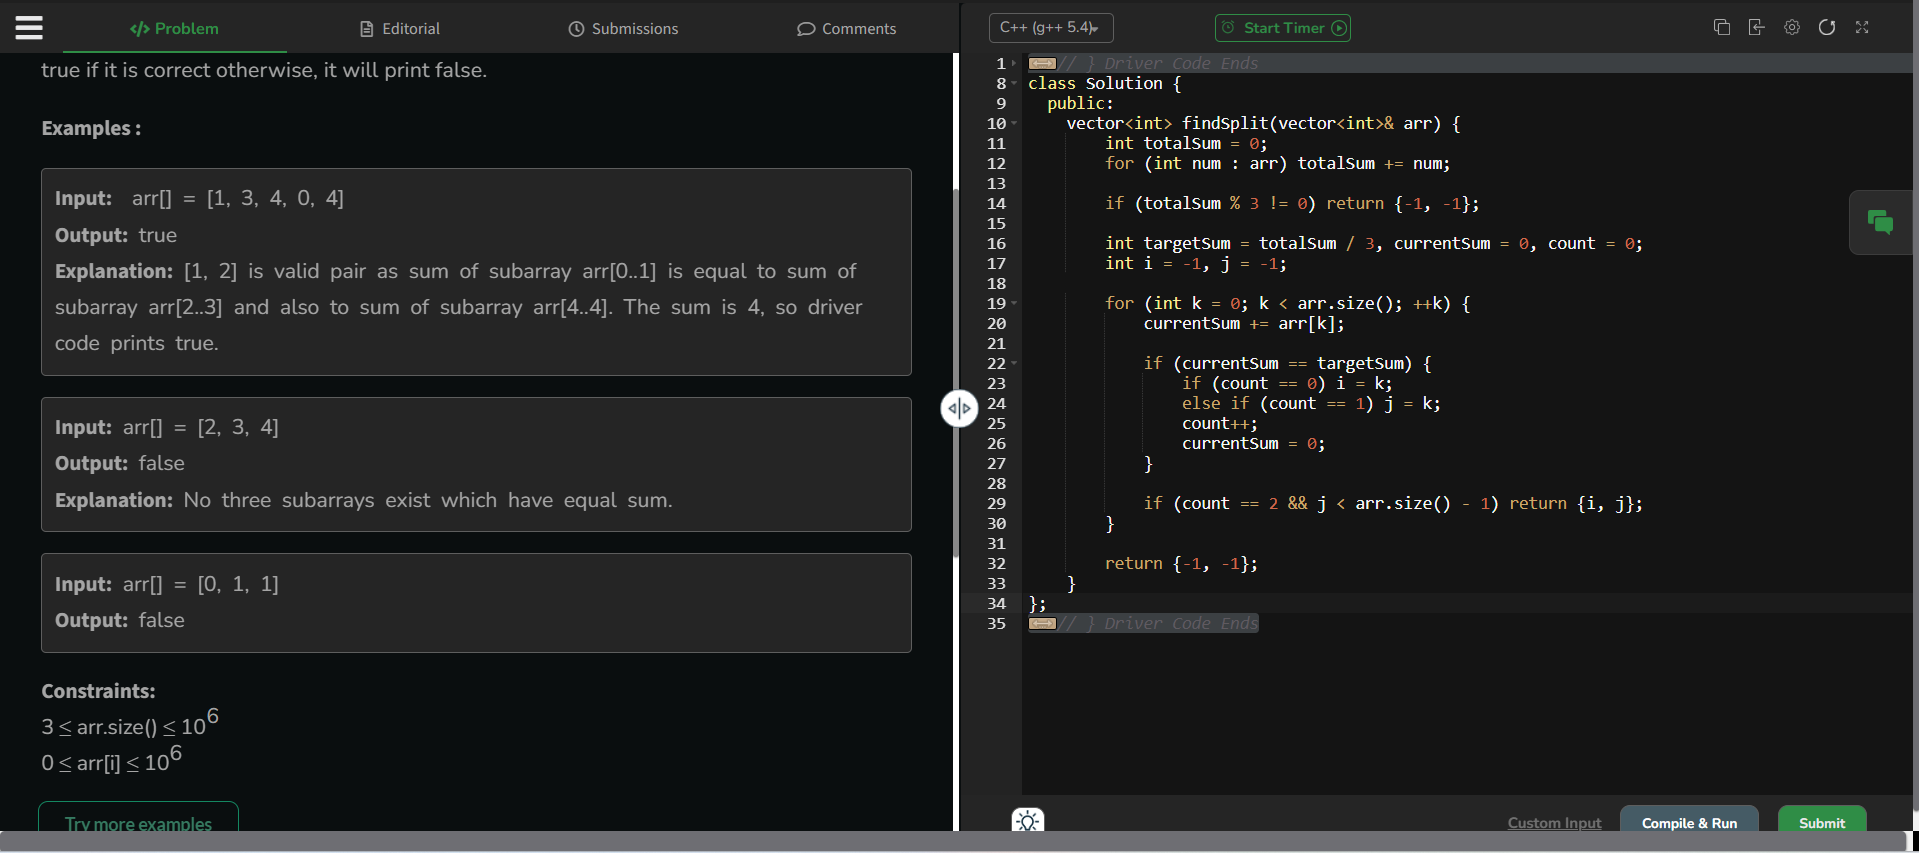 </> Problem
Editorial
Submissions
Comments
true if it is correct otherwise, it will print false.
Examples :
Input: arr[] = [1, 3, 4, 0, 4]
Output: true
Explanation: [1, 2] is valid pair as sum of subarray arr[0..1] is equal to sum of
subarray arr[2..3] and also to sum of subarray arr[4..4]. The sum is 4, so driver
code prints true.
Input: arr[] = [2, 3, 4]
Output: false
Explanation: No three subarrays exist which have equal sum.
Input: arr[] = [0, 1, 1]
Output: false
Constraints:
3 ≤ arr.size() ≤ 10⁶
0 ≤ arr[i] ≤ 10⁶
Try more examples
C++ (g++ 5.4)
Start Timer
1 // } Driver Code Ends
8 class Solution {
9   public:
10     vector<int> findSplit(vector<int>& arr) {
11         int totalSum = 0;
12         for (int num : arr) totalSum += num;
13
14         if (totalSum % 3 != 0) return {-1, -1};
15
16         int targetSum = totalSum / 3, currentSum = 0, count = 0;
17         int i = -1, j = -1;
18
19         for (int k = 0; k < arr.size(); ++k) {
20             currentSum += arr[k];
21
22             if (currentSum == targetSum) {
23                 if (count == 0) i = k;
24                 else if (count == 1) j = k;
25                 count++;
26                 currentSum = 0;
27             }
28
29             if (count == 2 && j < arr.size() - 1) return {i, j};
30         }
31
32         return {-1, -1};
33     }
34 };
35 // } Driver Code Ends
Custom Input
Compile & Run
Submit